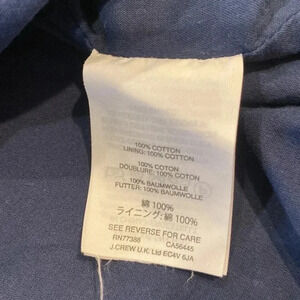 100% COTTON
LINING: 100% COTTON
100% COTON
DOUBLURE: 100% COTON
100% BAUMWOLLE
FUTTER: 100% BAUMWOLLE
綿 100%
ライニング: 綿 100%
SEE REVERSE FOR CARE
RN77388 CA56445
J.CREW U.K. Ltd EC4V 6JA